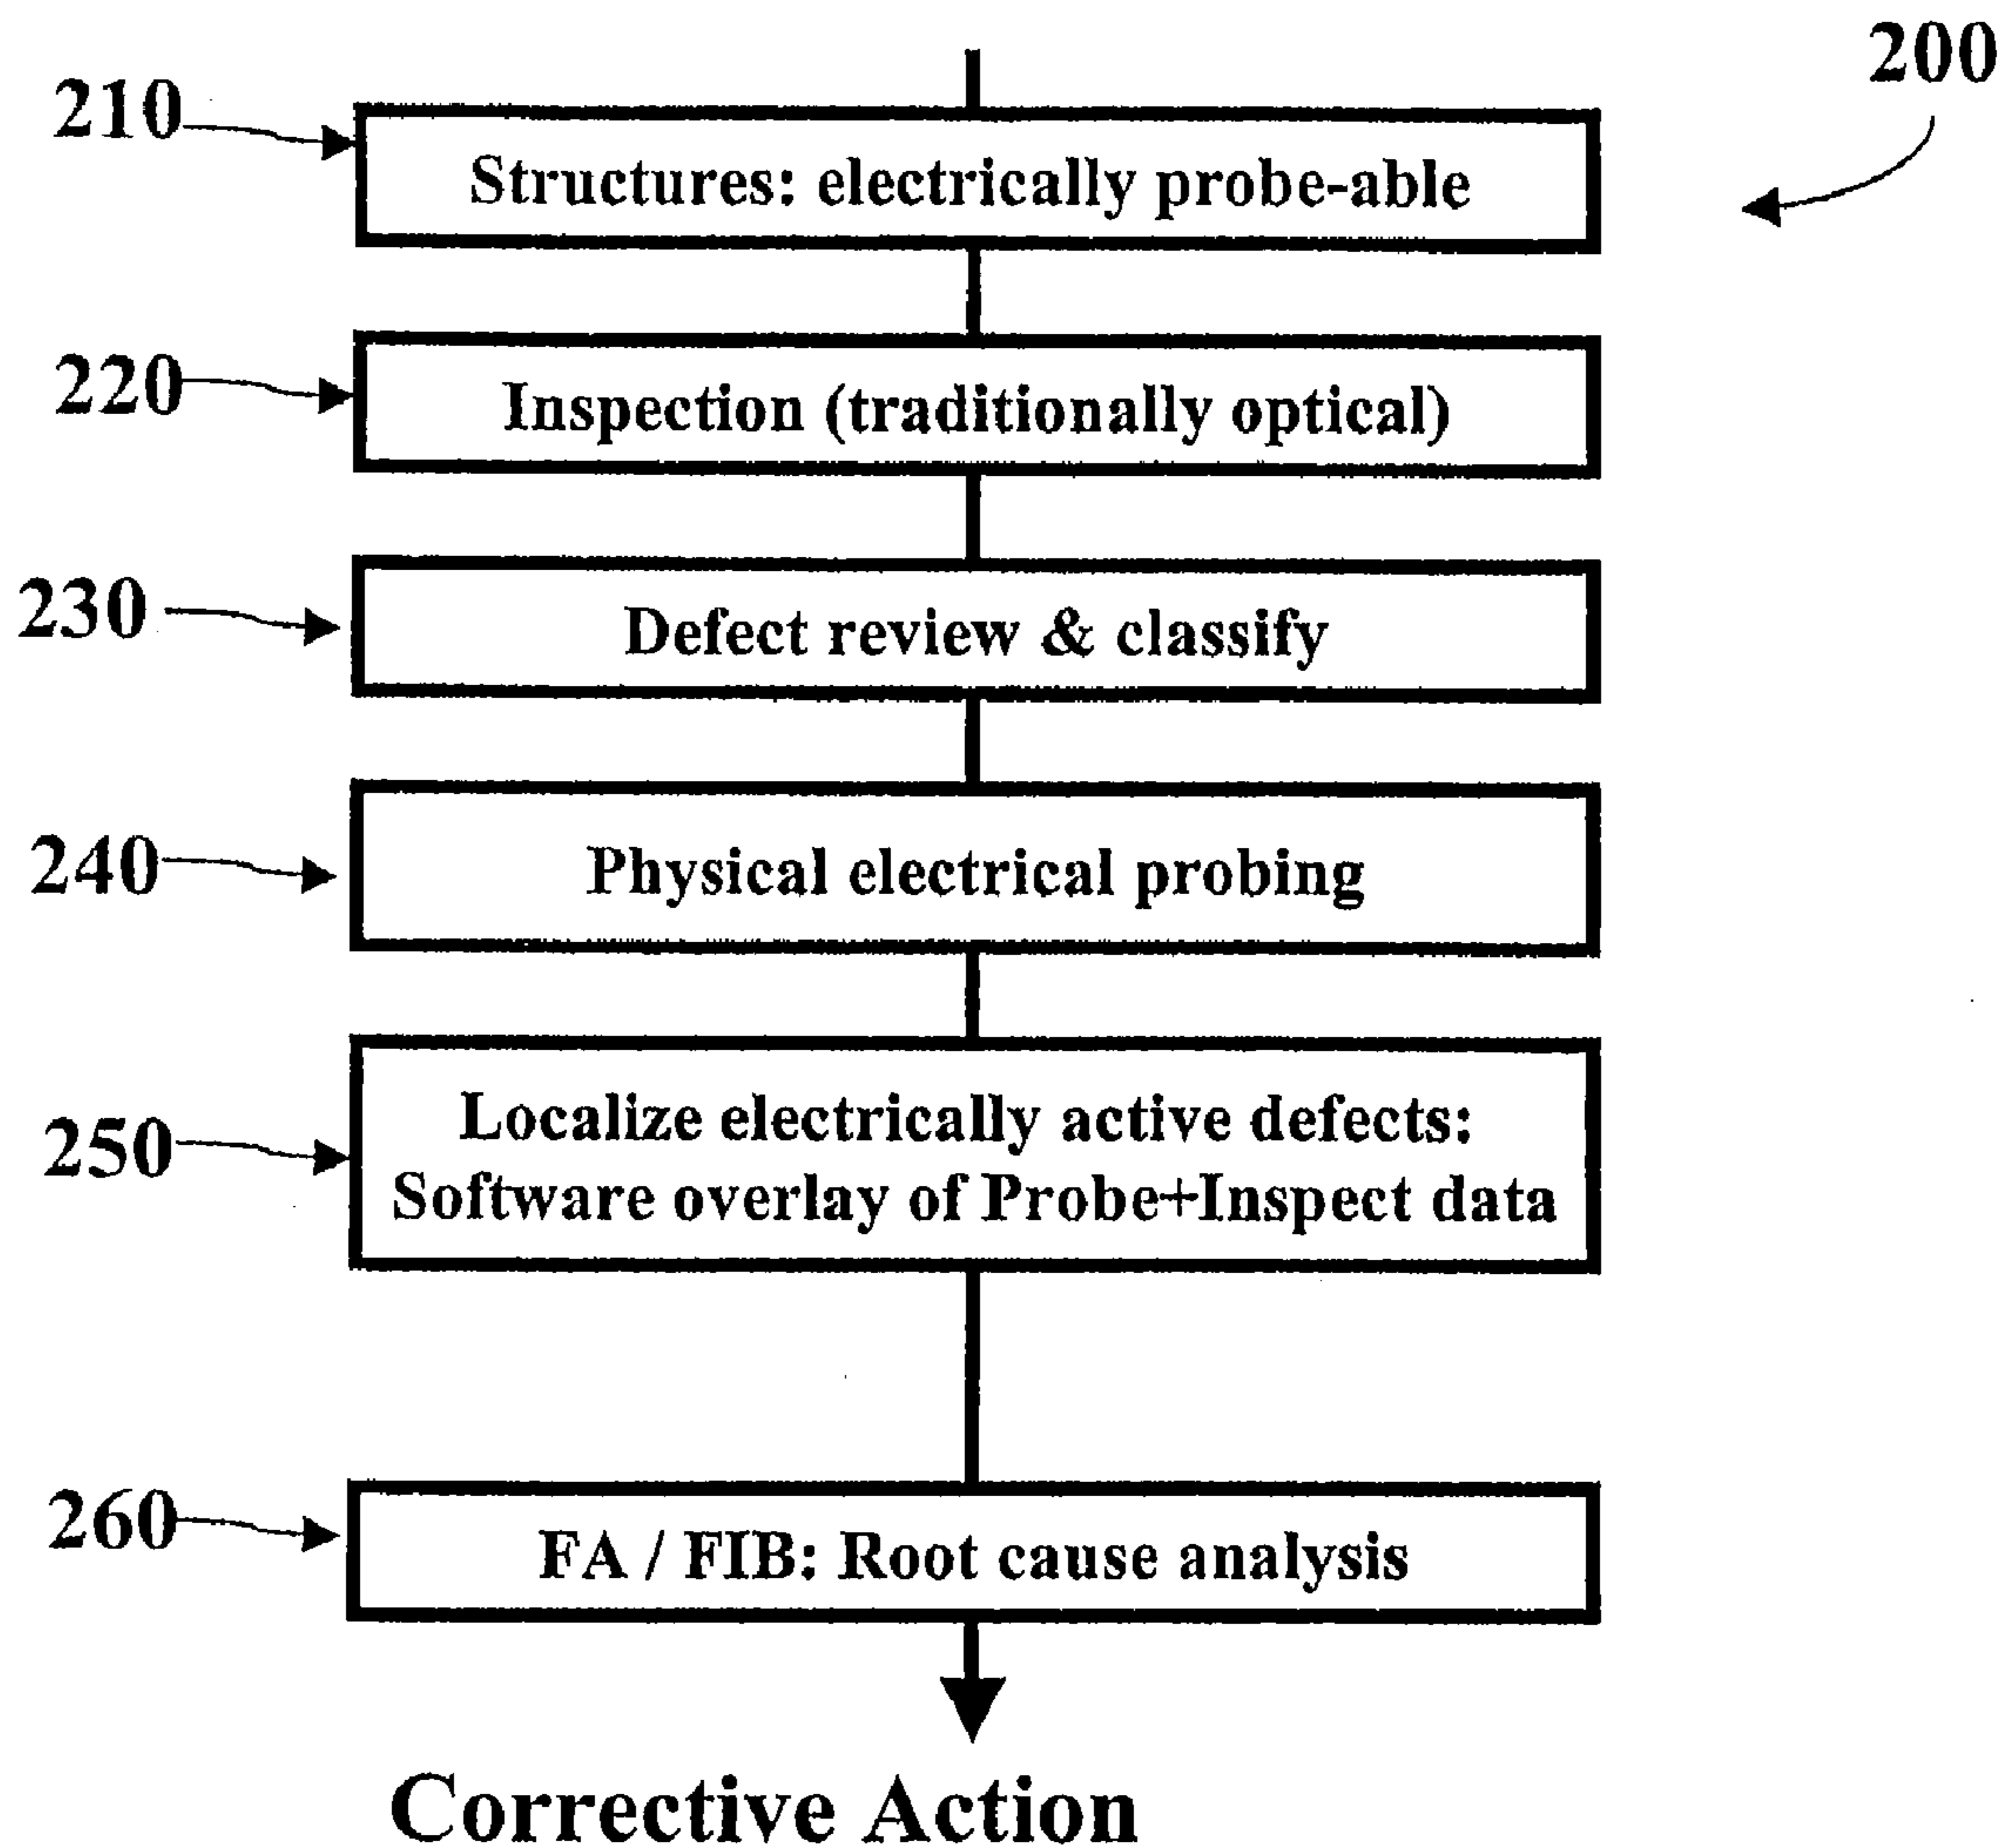 200
210
Structures: electrically probe-able
220
Inspection (traditionally optical)
230
Defect review & classify
240
Physical electrical probing
250
Localize electrically active defects:
Software overlay of Probe+Inspect data
260
FA / FIB: Root cause analysis
Corrective Action